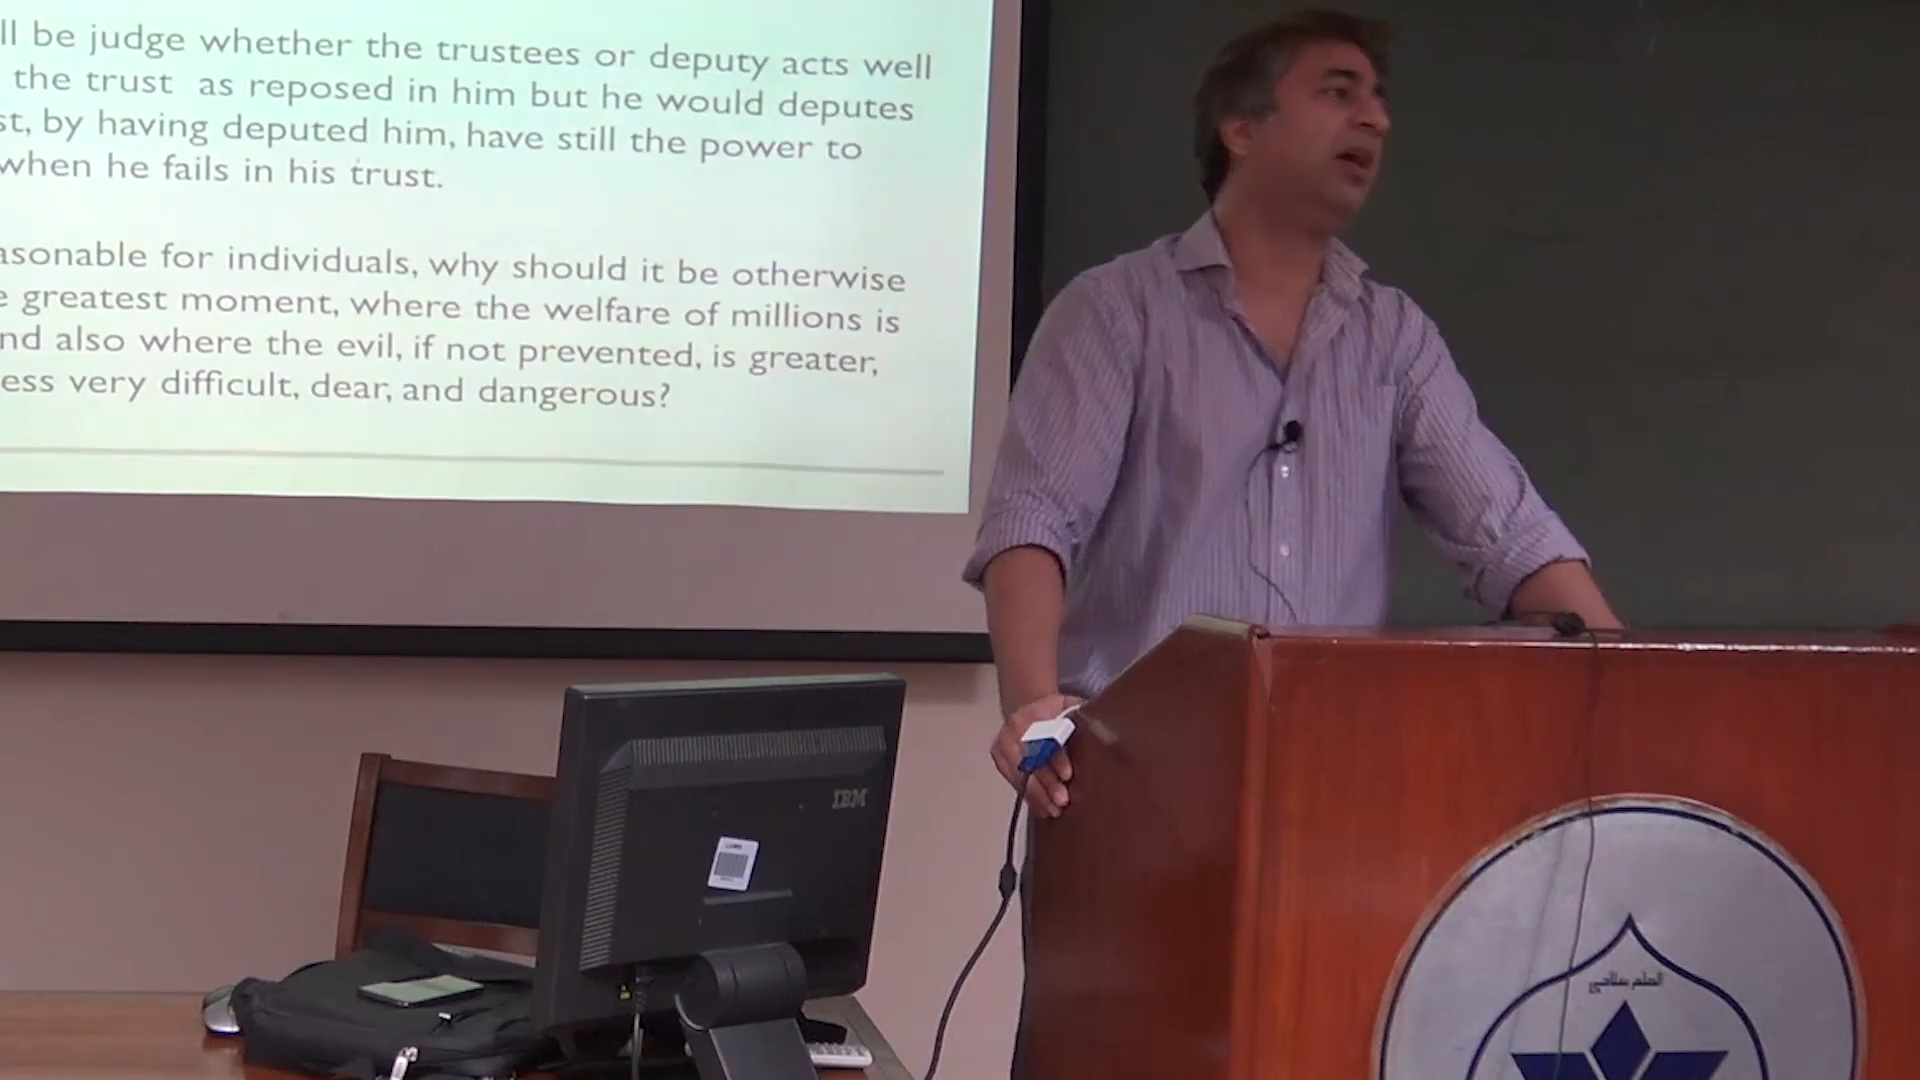 ll be judge whether the trustees or deputy acts well
the trust as reposed in him but he would deputes
st, by having deputed him, have still the power to
when he fails in his trust.
asonable for individuals, why should it be otherwise
e greatest moment, where the welfare of millions is
nd also where the evil, if not prevented, is greater,
ess very difficult, dear, and dangerous?
IBM
LUMS